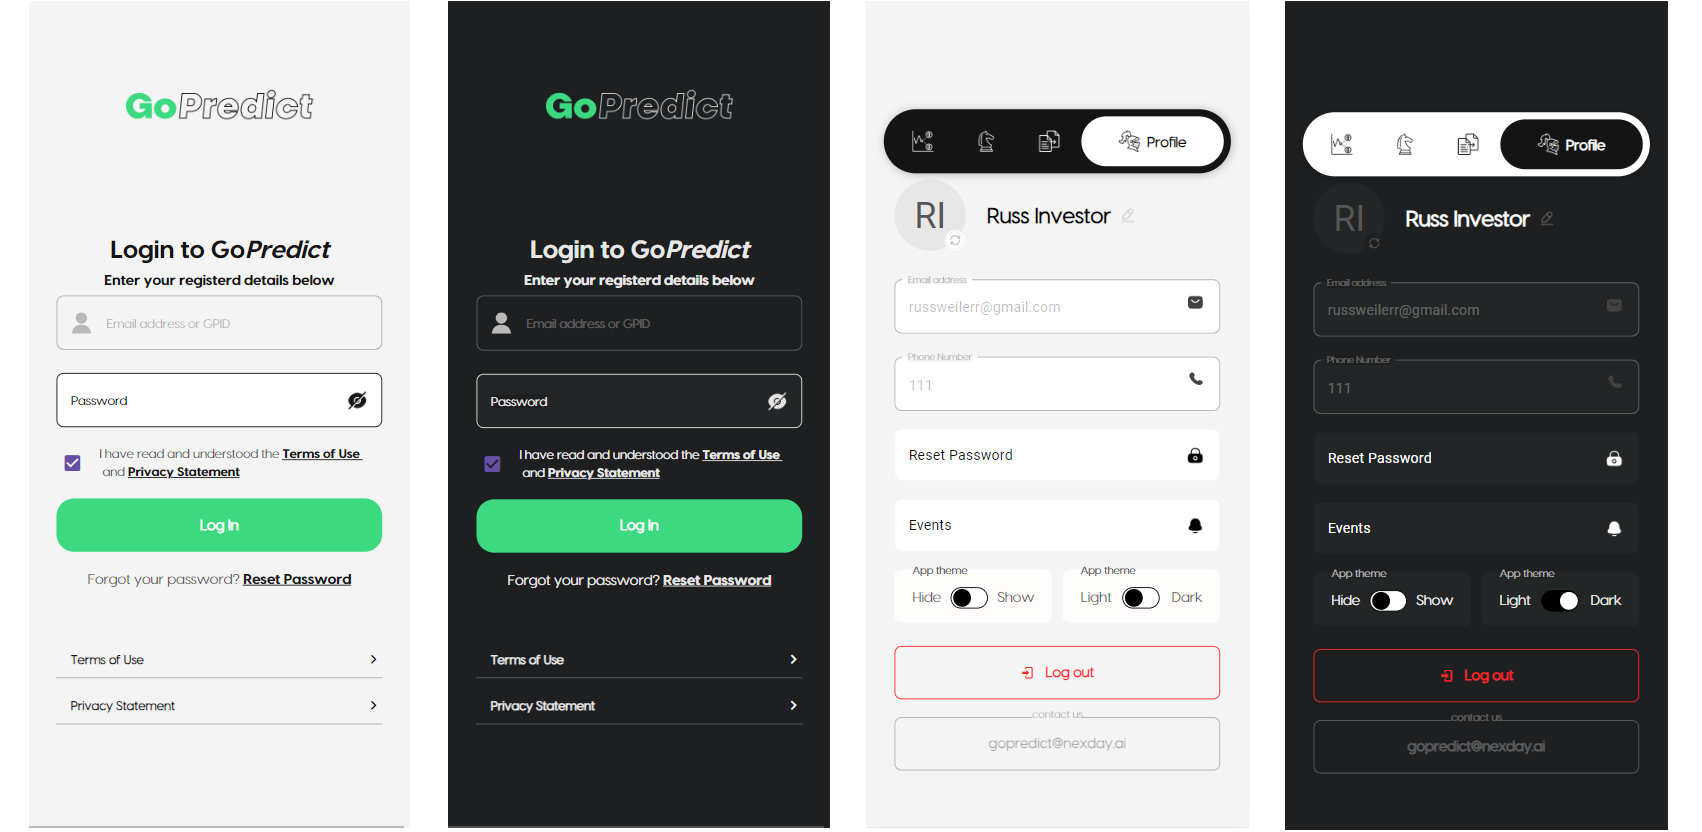 GoPredict
Login to GoPredict
Enter your registerd details below
Email address or GPID
Password
I have read and understood the Terms of Use
and Privacy Statement
Log In
Forgot your password? Reset Password
Terms of Use
Privacy Statement
GoPredict
Login to GoPredict
Enter your registerd details below
Email address or GPID
Password
I have read and understood the Terms of Use
and Privacy Statement
Log In
Forgot your password? Reset Password
Terms of Use
Privacy Statement
Profile
RI
Russ Investor
Email address
russweilerr@gmail.com
Phone Number
111
Reset Password
Events
App theme
Hide Show
App theme
Light Dark
Log out
contact us
gopredict@nexday.ai
Profile
RI
Russ Investor
Email address
russweilerr@gmail.com
Phone Number
111
Reset Password
Events
App theme
Hide Show
App theme
Light Dark
Log out
contact us
gopredict@nexday.ai